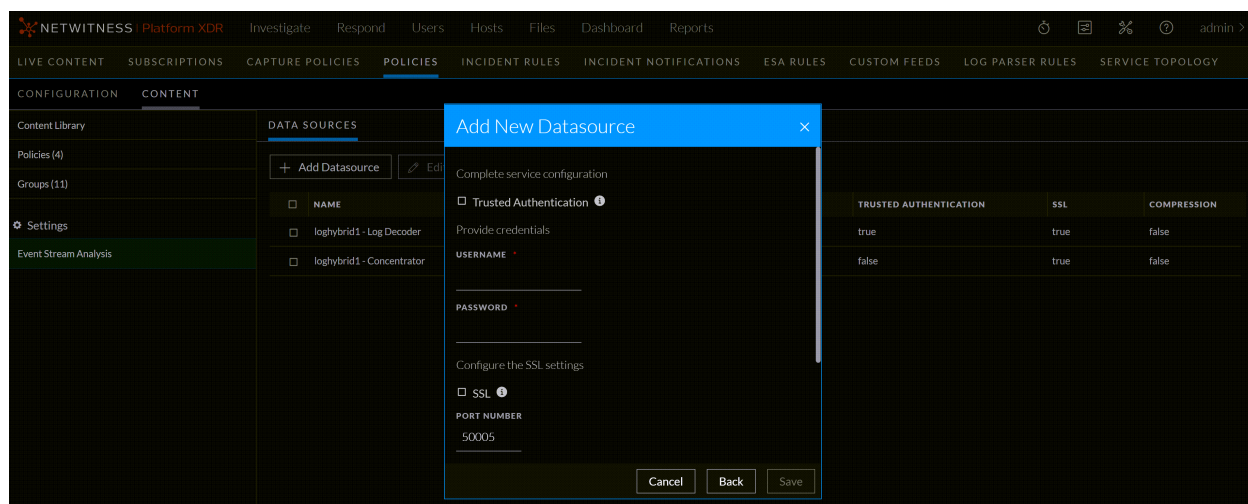 NETWITNESS Platform XDR Investigate Respond Users Hosts Files Dashboard Reports admin >
LIVE CONTENT SUBSCRIPTIONS CAPTURE POLICIES POLICIES INCIDENT RULES INCIDENT NOTIFICATIONS ESA RULES CUSTOM FEEDS LOG PARSER RULES SERVICE TOPOLOGY
CONFIGURATION CONTENT
Content Library
Policies (4)
Groups (11)
Settings
Event Stream Analysis
DATA SOURCES
+ Add Datasource Edi
NAME TRUSTED AUTHENTICATION SSL COMPRESSION
loghybrid1 - Log Decoder true true false
loghybrid1 - Concentrator false true false
Add New Datasource ×
Complete service configuration
Trusted Authentication
Provide credentials
USERNAME *
PASSWORD *
Configure the SSL settings
SSL
PORT NUMBER
50005
Cancel Back Save